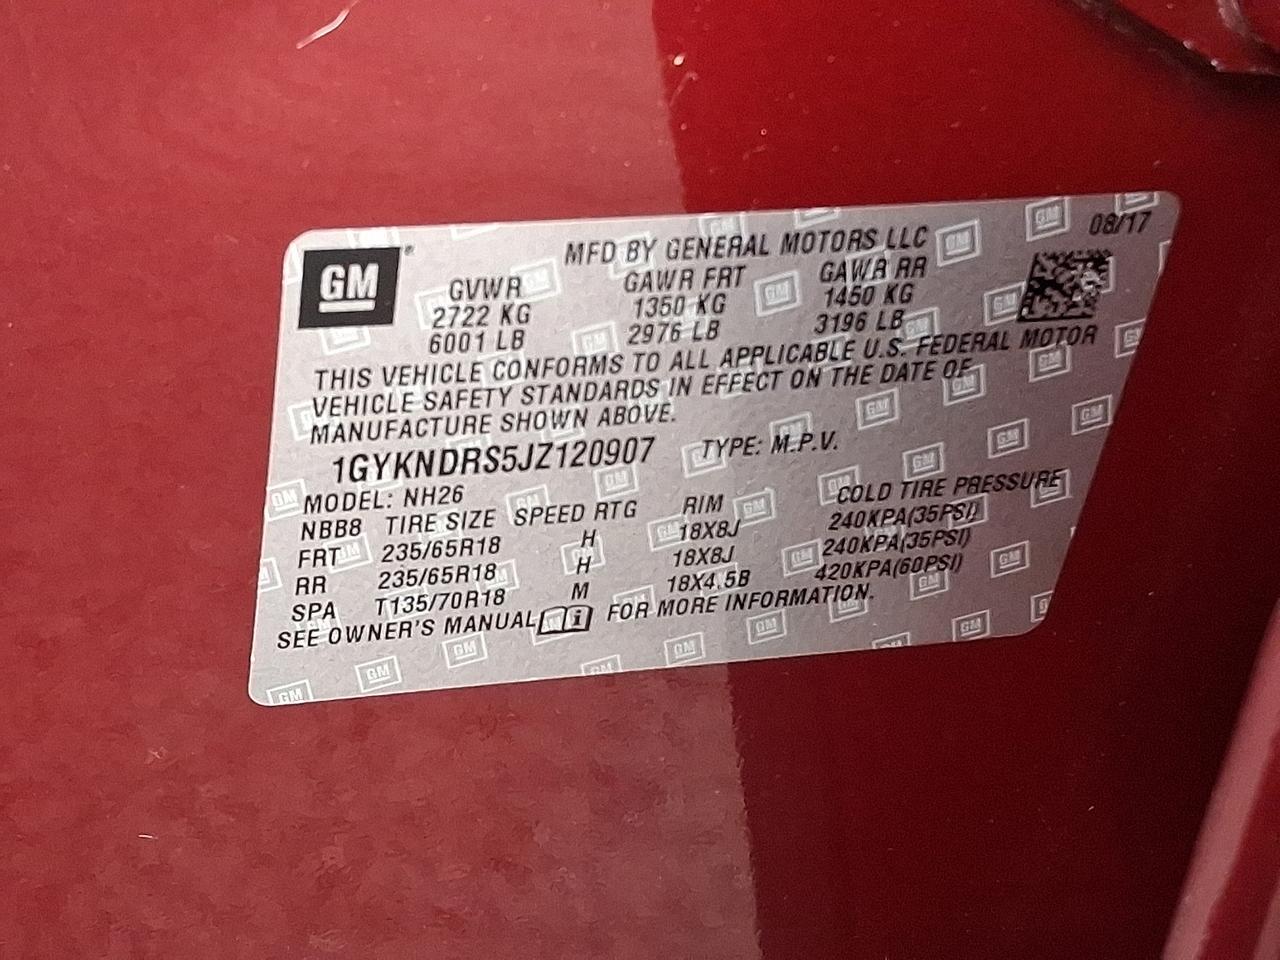 08/17
MFD BY GENERAL MOTORS LLC
GM
GVWR GAWR FRT GAWR RR
2722 KG 1350 KG 1450 KG
6001 LB 2976 LB 3196 LB
THIS VEHICLE CONFORMS TO ALL APPLICABLE U.S. FEDERAL MOTOR
VEHICLE SAFETY STANDARDS IN EFFECT ON THE DATE OF
MANUFACTURE SHOWN ABOVE.
1GYKNDRS5JZ120907 TYPE: M.P.V.
MODEL: NH26
NBB8 TIRE SIZE SPEED RTG RIM COLD TIRE PRESSURE
FRT 235/65R18 H 18X8J 240KPA(35PSI)
RR 235/65R18 H 18X8J 240KPA(35PSI)
SPA T135/70R18 M 18X4.5B 420KPA(60PSI)
SEE OWNER'S MANUAL FOR MORE INFORMATION.